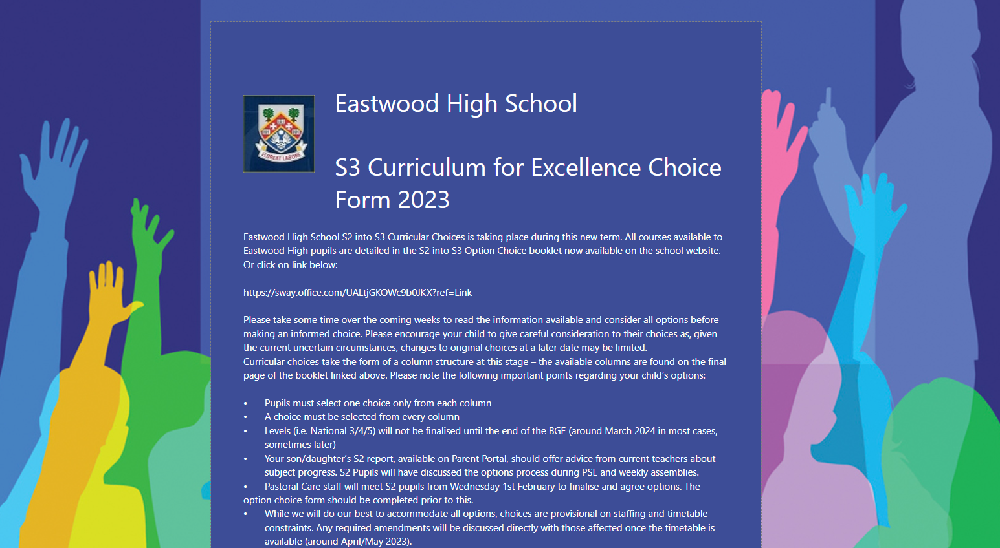 Eastwood High School
S3 Curriculum for Excellence Choice
Form 2023
FLOREAT LABORE
Eastwood High School S2 into S3 Curricular Choices is taking place during this new term. All courses available to
Eastwood High pupils are detailed in the S2 into S3 Option Choice booklet now available on the school website.
Or click on link below:
https://sway.office.com/UALtjGKOWc9b0JKX?ref=Link
Please take some time over the coming weeks to read the information available and consider all options before
making an informed choice. Please encourage your child to give careful consideration to their choices as, given
the current uncertain circumstances, changes to original choices at a later date may be limited.
Curricular choices take the form of a column structure at this stage – the available columns are found on the final
page of the booklet linked above. Please note the following important points regarding your child's options:
• Pupils must select one choice only from each column
• A choice must be selected from every column
• Levels (i.e. National 3/4/5) will not be finalised until the end of the BGE (around March 2024 in most cases,
sometimes later)
• Your son/daughter's S2 report, available on Parent Portal, should offer advice from current teachers about
subject progress. S2 Pupils will have discussed the options process during PSE and weekly assemblies.
• Pastoral Care staff will meet S2 pupils from Wednesday 1st February to finalise and agree options. The
option choice form should be completed prior to this.
• While we will do our best to accommodate all options, choices are provisional on staffing and timetable
constraints. Any required amendments will be discussed directly with those affected once the timetable is
available (around April/May 2023).